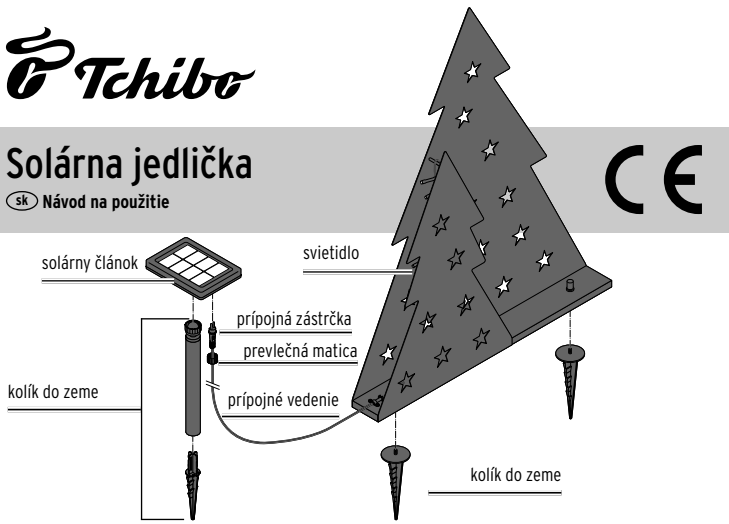 Tchibo
Solárna jedlička
sk Návod na použitie
CE
solárny článok
svietidlo
prípojná zástrčka
prevlečná matica
kolík do zeme
prípojné vedenie
kolík do zeme